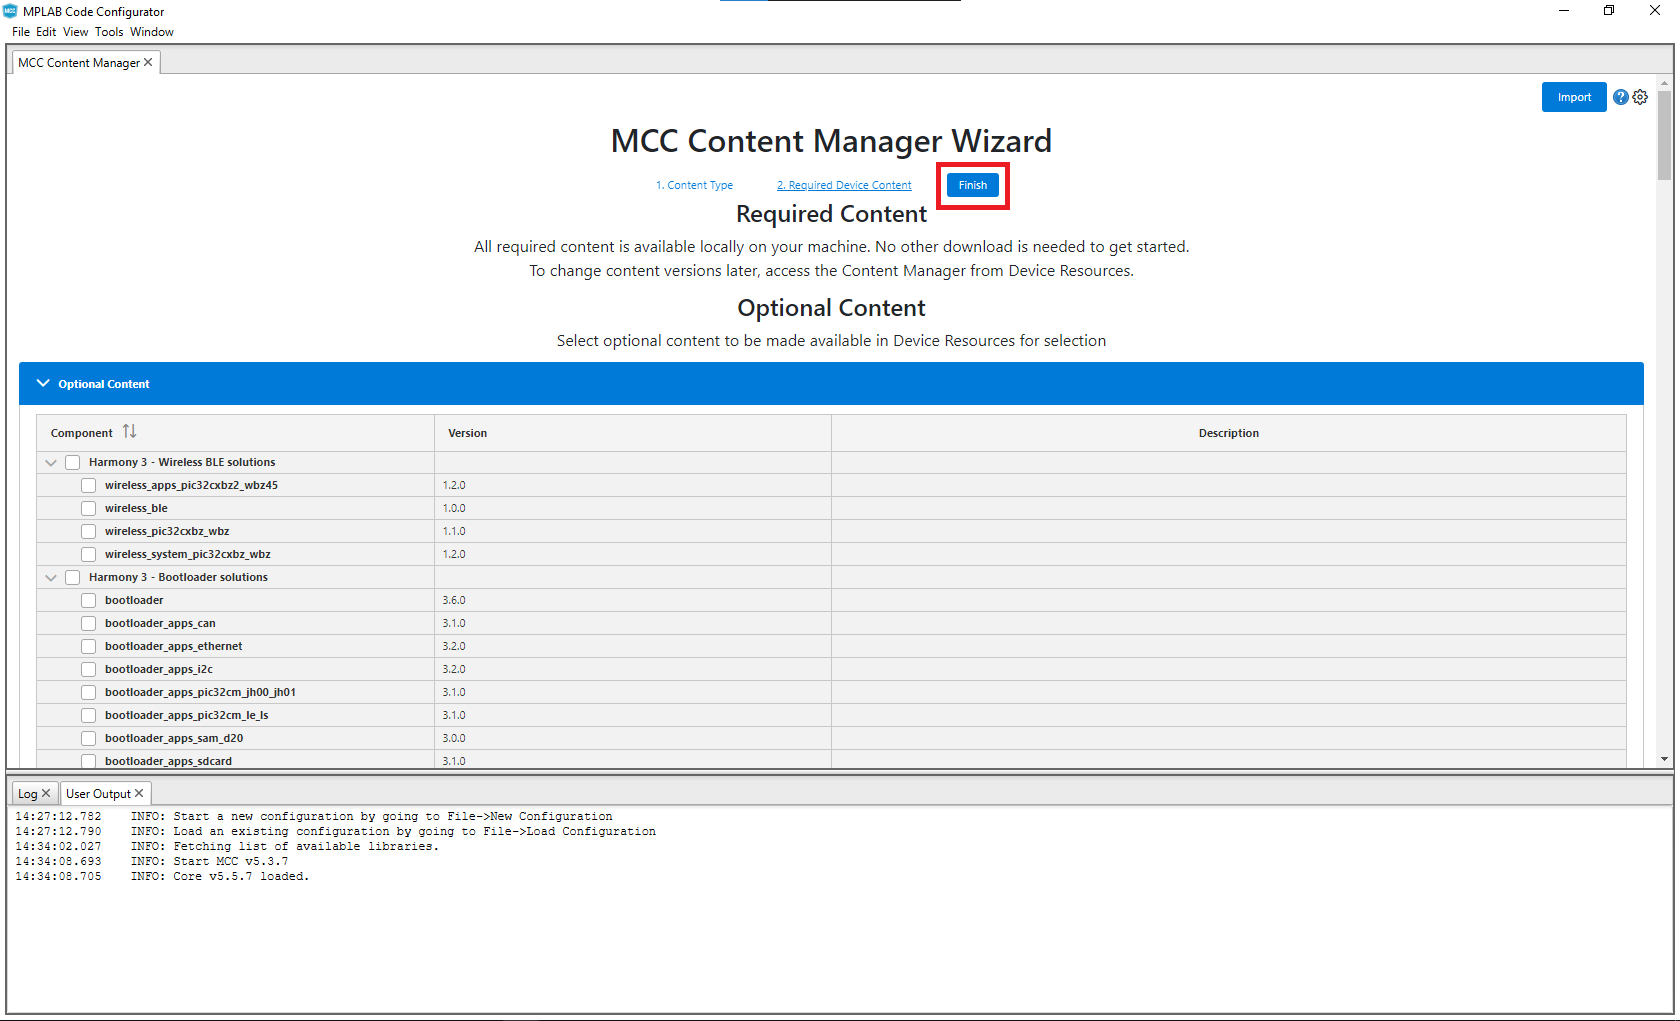 MCC MPLAB Code Configurator
File Edit View Tools Window
MCC Content Manager
Import ?
MCC Content Manager Wizard
1. Content Type 2. Required Device Content Finish
Required Content
All required content is available locally on your machine. No other download is needed to get started.
To change content versions later, access the Content Manager from Device Resources.
Optional Content
Select optional content to be made available in Device Resources for selection
Optional Content
Component Version Description
Harmony 3 - Wireless BLE solutions
wireless_apps_pic32cxbz2_wbz45 1.2.0
wireless_ble 1.0.0
wireless_pic32cxbz_wbz 1.1.0
wireless_system_pic32cxbz_wbz 1.2.0
Harmony 3 - Bootloader solutions
bootloader 3.6.0
bootloader_apps_can 3.1.0
bootloader_apps_ethernet 3.2.0
bootloader_apps_i2c 3.2.0
bootloader_apps_pic32cm_jh00_jh01 3.1.0
bootloader_apps_pic32cm_le_ls 3.1.0
bootloader_apps_sam_d20 3.0.0
bootloader_apps_sdcard 3.1.0
Log User Output
14:27:12.782 INFO: Start a new configuration by going to File->New Configuration
14:27:12.790 INFO: Load an existing configuration by going to File->Load Configuration
14:34:02.027 INFO: Fetching list of available libraries.
14:34:08.693 INFO: Start MCC v5.3.7
14:34:08.705 INFO: Core v5.5.7 loaded.